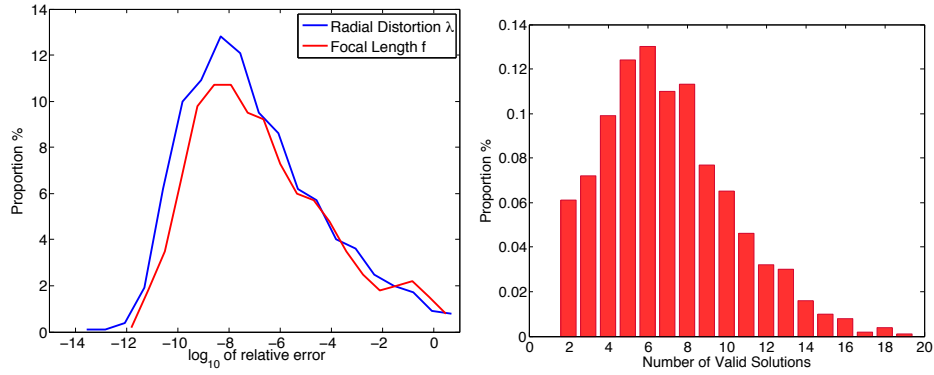 14
12
10
8
6
4
2
0
Proportion %
Radial Distortion λ
Focal Length f
−14 −12 −10 −8 −6 −4 −2 0
log10 of relative error
0.14
0.12
0.1
0.08
0.06
0.04
0.02
0
Proportion %
0 2 4 6 8 10 12 14 16 18 20
Number of Valid Solutions